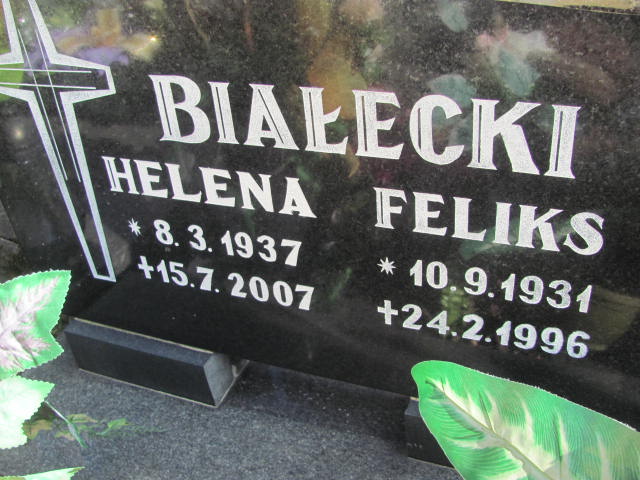 BIAŁECKI
HELENA
* 8.3.1937
+15.7.2007
FELIKS
* 10.9.1931
+24.2.1996